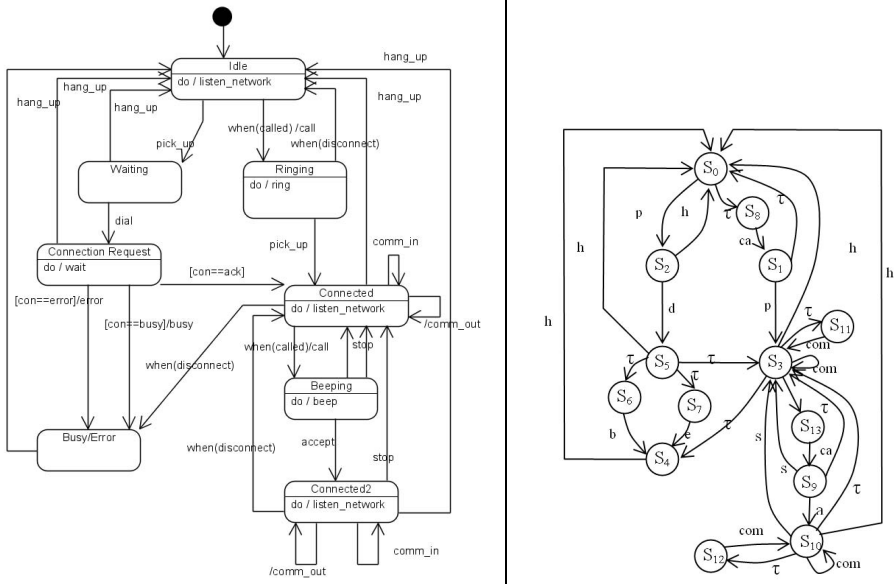 Idle
do / listen_network
hang_up
hang_up
hang_up
hang_up
hang_up
pick_up
when(called) /call
when(disconnect)
Waiting
Ringing
do / ring
dial
pick_up
comm_in
Connection Request
do / wait
[con==ack]
[con==error]/error
[con==busy]/busy
Connected
do / listen_network
/comm_out
when(called)/call
stop
when(disconnect)
Beeping
do / beep
Busy/Error
when(disconnect)
accept
stop
Connected2
do / listen_network
/comm_out
comm_in
S0
p
h
τ
τ
S8
ca
S2
S1
h
h
h
h
d
p
τ
S11
com
com
S5
τ
S3
τ
τ
S6
S7
b
e
S4
τ
τ
S13
ca
s
s
S9
τ
a
com
S10
S12
τ
com